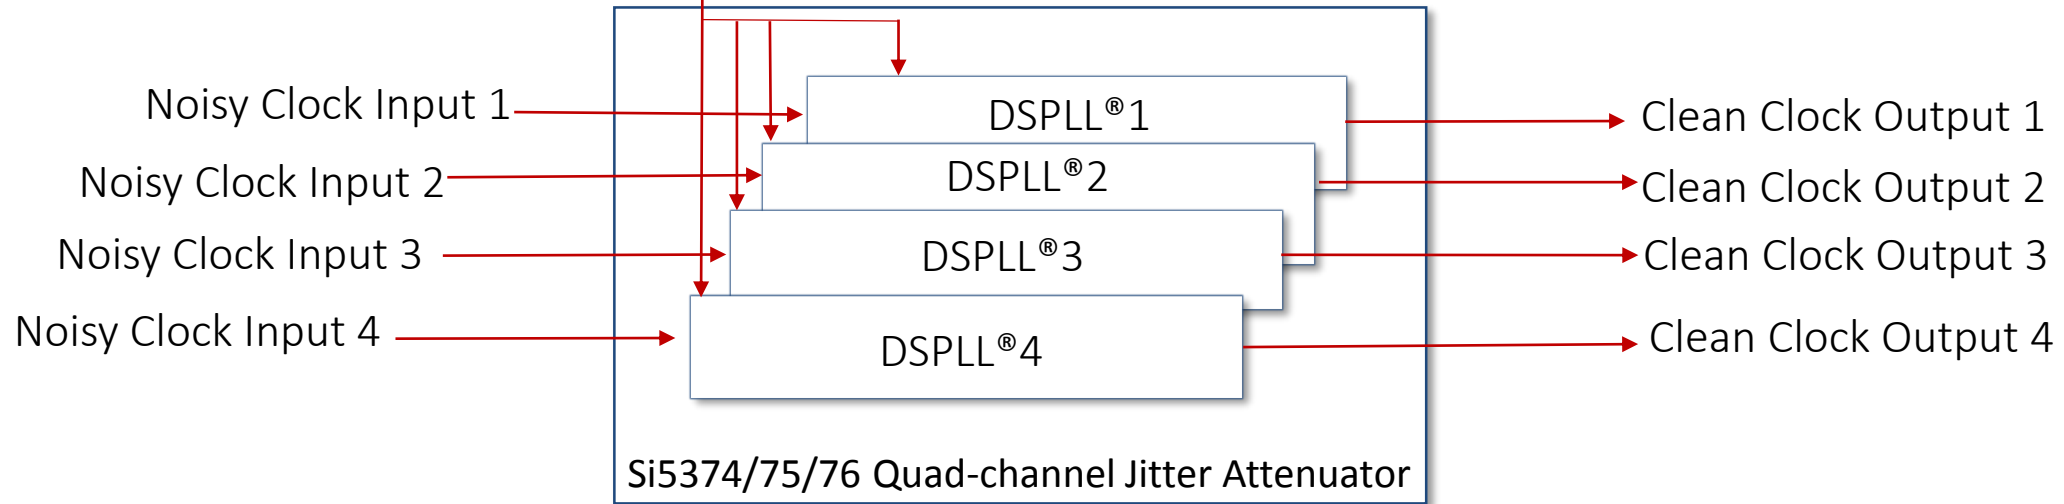 Noisy Clock Input 1
DSPLL®1
Clean Clock Output 1
Noisy Clock Input 2
DSPLL®2
Clean Clock Output 2
Noisy Clock Input 3
DSPLL®3
Clean Clock Output 3
Noisy Clock Input 4
DSPLL®4
Clean Clock Output 4
Si5374/75/76 Quad-channel Jitter Attenuator